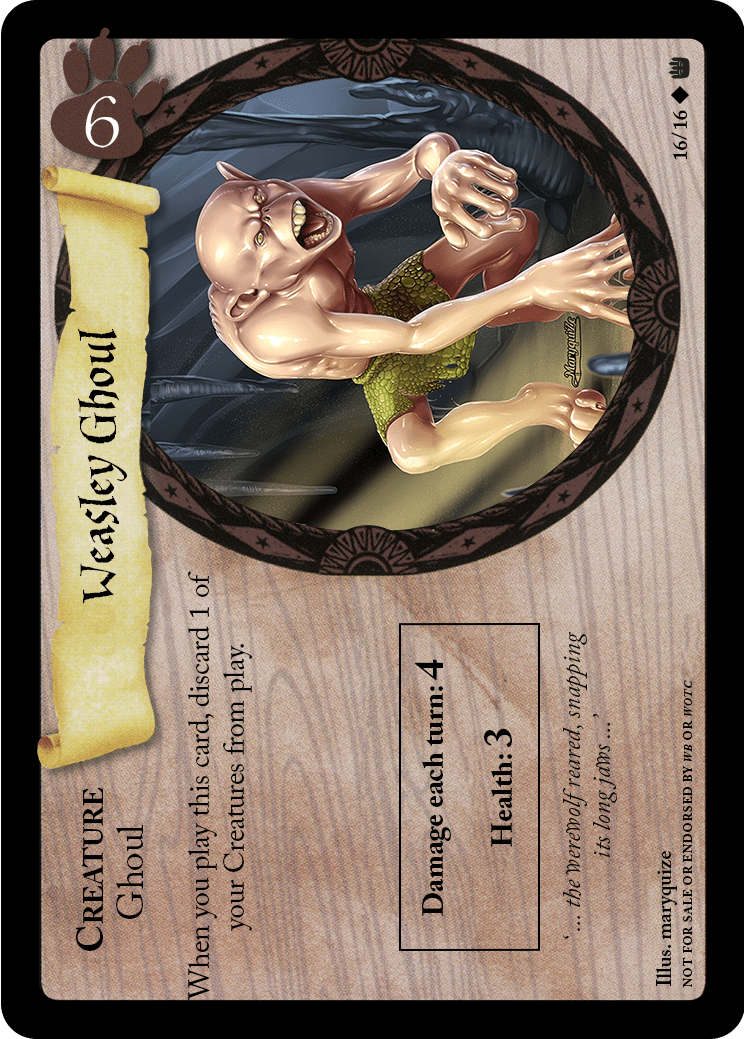 6
Weasley Ghoul
CREATURE
Ghoul
When you play this card, discard 1 of
your Creatures from play.
Damage each turn: 4
Health: 3
‘... the werewolf reared, snapping
its long jaws ...’
Illus. maryquize
NOT FOR SALE OR ENDORSED BY WB OR WOTC
16/16
Maryquize